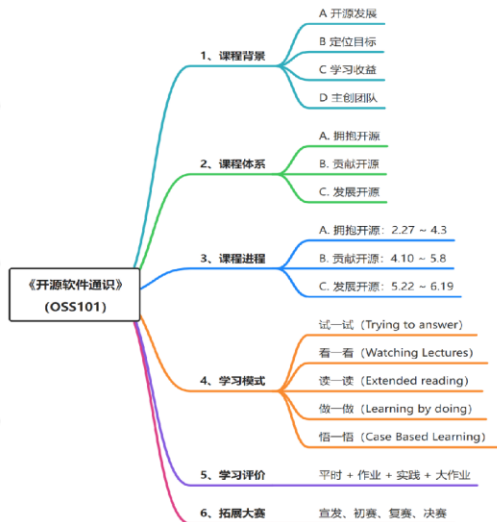 《开源软件通识》
(OSS101)
1、课程背景
A 开源发展
B 定位目标
C 学习收益
D 主创团队
2、课程体系
A. 拥抱开源
B. 贡献开源
C. 发展开源
3、课程进程
A. 拥抱开源：2.27 ~ 4.3
B. 贡献开源：4.10 ~ 5.8
C. 发展开源：5.22 ~ 6.19
4、学习模式
试一试（Trying to answer）
看一看（Watching Lectures）
读一读（Extended reading）
做一做（Learning by doing）
悟一悟（Case Based Learning）
5、学习评价
平时 + 作业 + 实践 + 大作业
6、拓展大赛
宣发、初赛、复赛、决赛